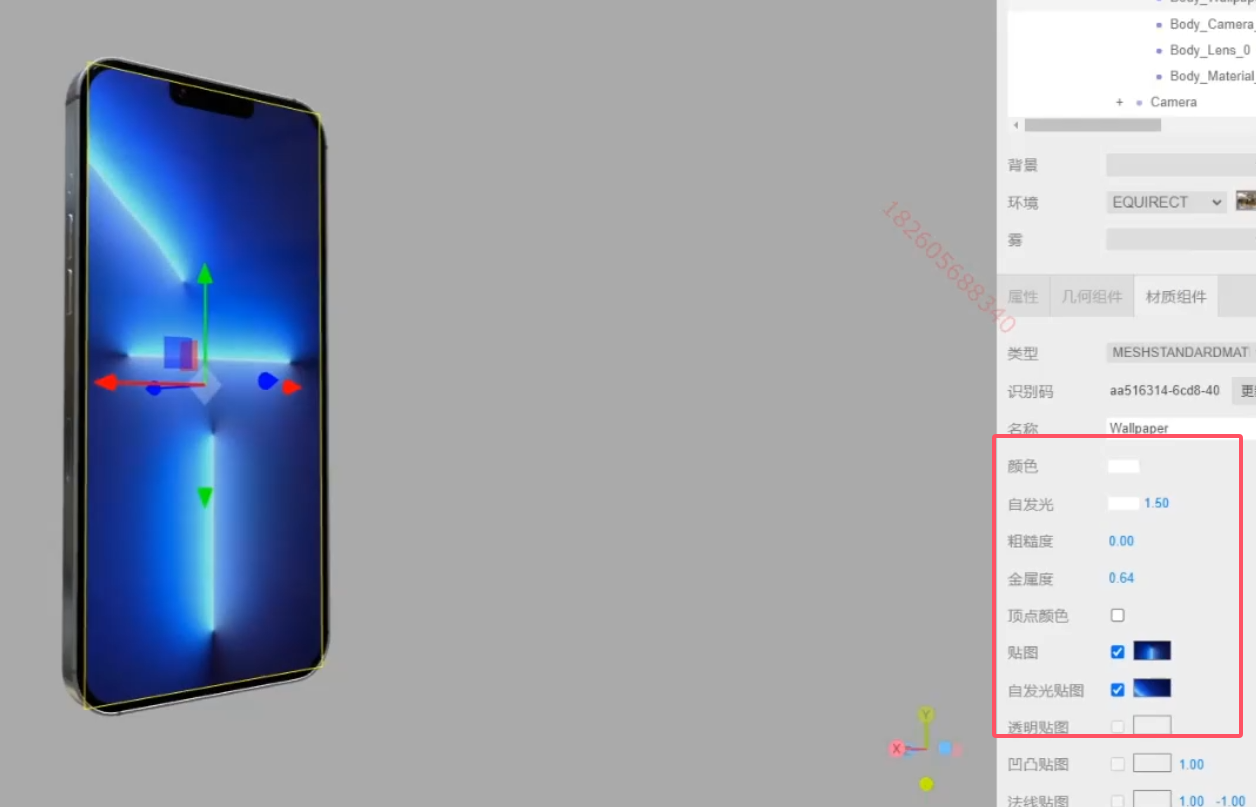 Body_Camera_
Body_Lens_0
Body_Material_
+ Camera
背景
环境 EQUIRECT
雾
属性 几何组件 材质组件
类型 MESHSTANDARDMAT
识别码 aa516314-6cd8-40
名称 Wallpaper
颜色
自发光 1.50
粗糙度 0.00
金属度 0.64
顶点颜色
贴图
自发光贴图
透明贴图
凹凸贴图 1.00
法线贴图 1.00 -1.00
182605688340
Y
X